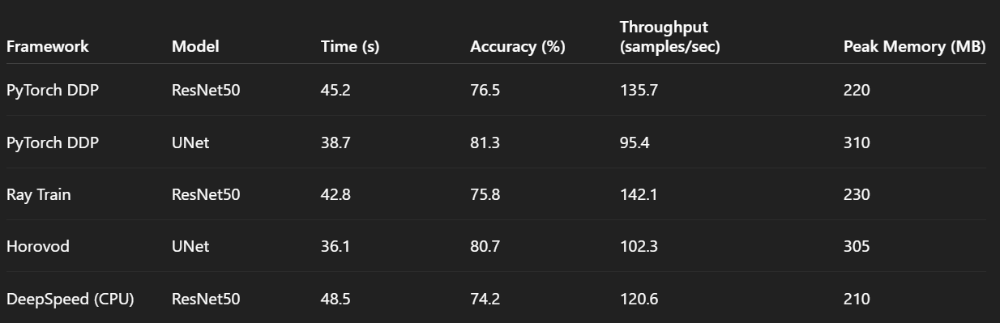 Framework Model Time (s) Accuracy (%) Throughput (samples/sec) Peak Memory (MB)
PyTorch DDP ResNet50 45.2 76.5 135.7 220
PyTorch DDP UNet 38.7 81.3 95.4 310
Ray Train ResNet50 42.8 75.8 142.1 230
Horovod UNet 36.1 80.7 102.3 305
DeepSpeed (CPU) ResNet50 48.5 74.2 120.6 210